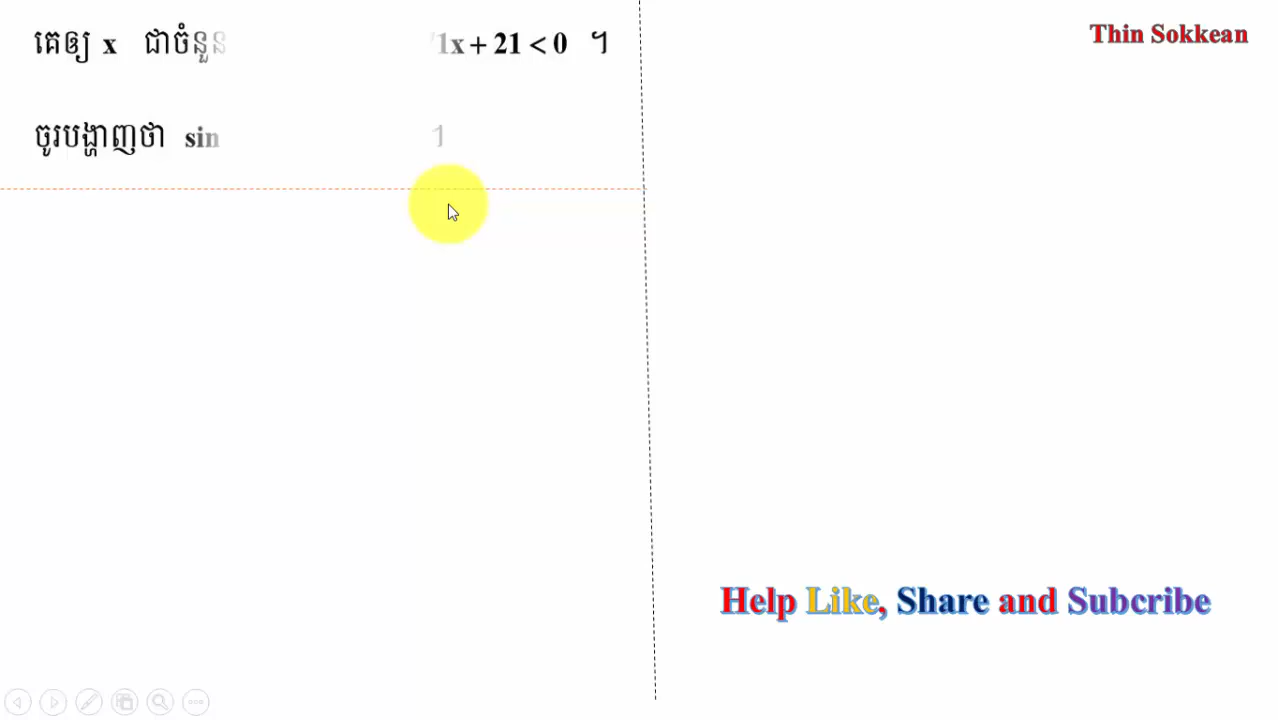 គេឲ្យ x ជាចំនួន 1x + 21 < 0 ។
ចូរបង្ហាញថា sin ។
Thin Sokkean
Help Like, Share and Subcribe